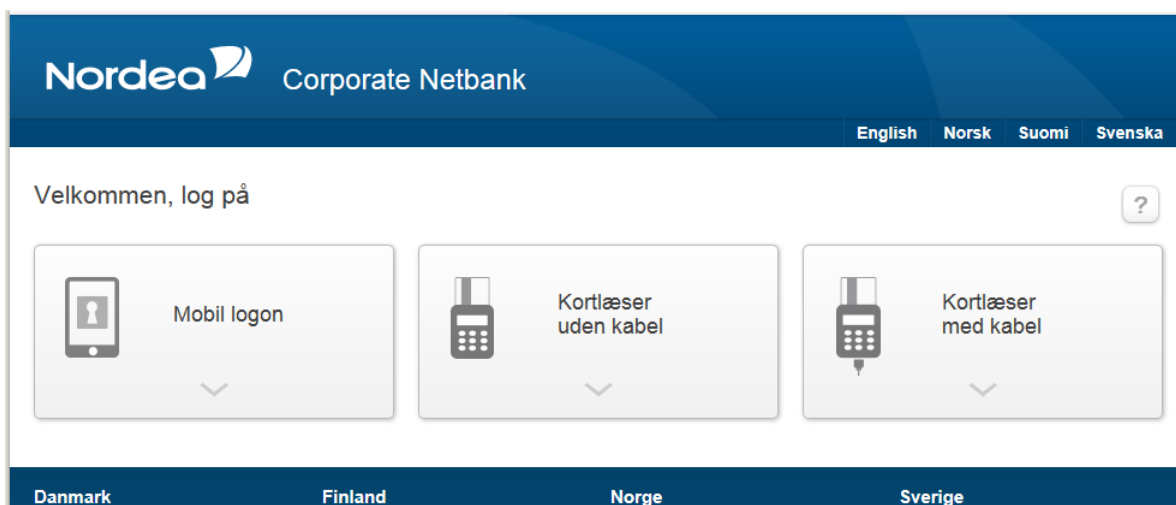 Nordea Corporate Netbank
English Norsk Suomi Svenska
Velkommen, log på
?
Mobil logon
Kortlæser
uden kabel
Kortlæser
med kabel
Danmark Finland Norge Sverige